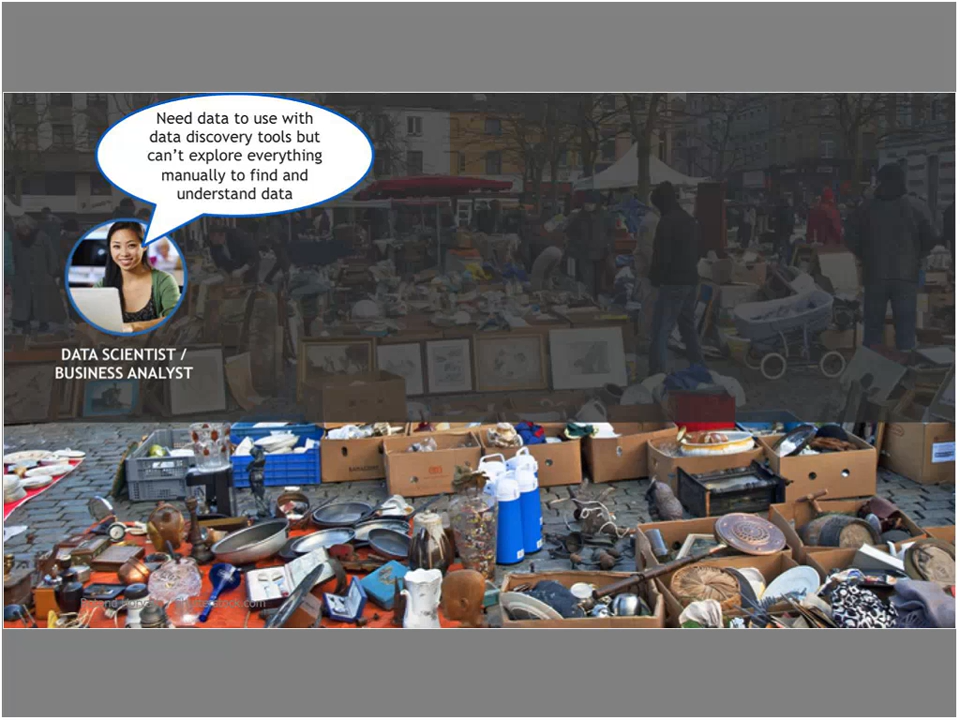 Need data to use with
data discovery tools but
can't explore everything
manually to find and
understand data
DATA SCIENTIST /
BUSINESS ANALYST